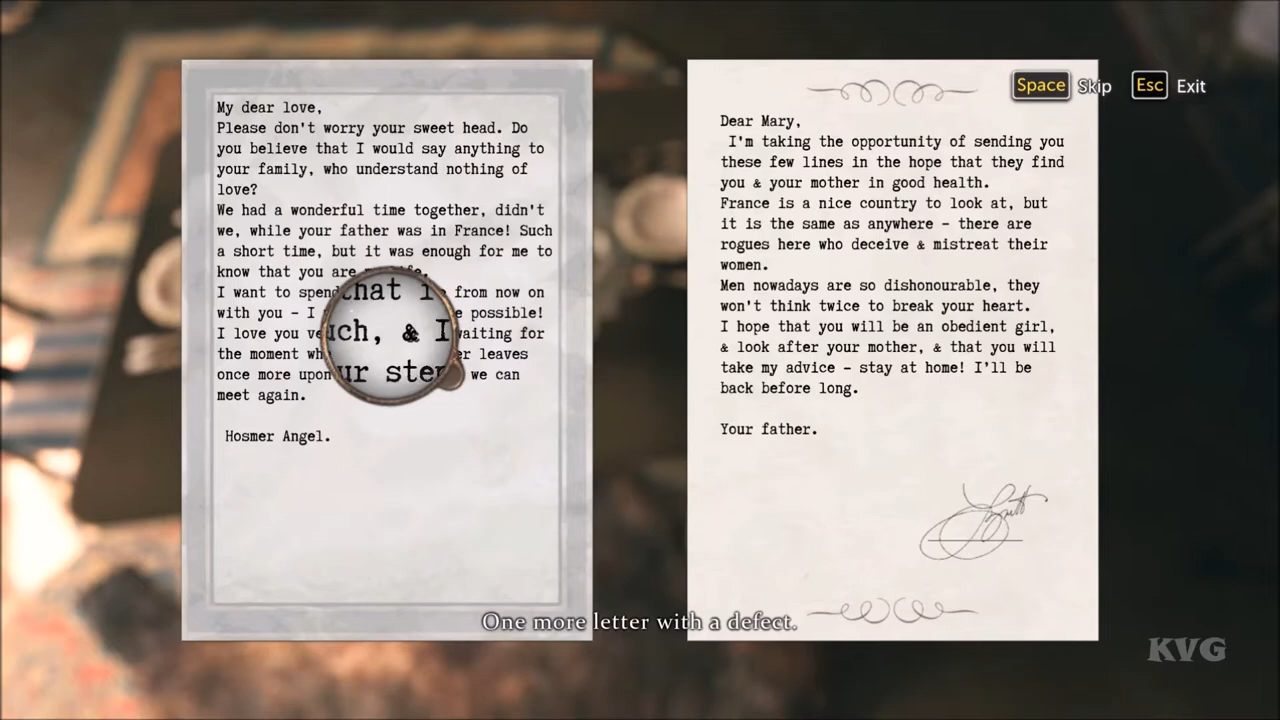 My dear love,
Please don't worry your sweet head. Do
you believe that I would say anything to
your family, who understand nothing of
love?
We had a wonderful time together, didn't
we, while your father was in France! Such
a short time, but it was enough for me to
know that you are
I want to spend that from now on
with you - I possible!
I love you uch, & I waiting for
the moment leaves
once more upon ur we can
meet again.
Hosmer Angel.
Dear Mary,
I'm taking the opportunity of sending you
these few lines in the hope that they find
you & your mother in good health.
France is a nice country to look at, but
it is the same as anywhere - there are
rogues here who deceive & mistreat their
women.
Men nowadays are so dishonourable, they
won't think twice to break your heart.
I hope that you will be an obedient girl,
& look after your mother, & that you will
take my advice - stay at home! I'll be
back before long.
Your father.
Space Skip Esc Exit
One more letter with a defect.
KVG